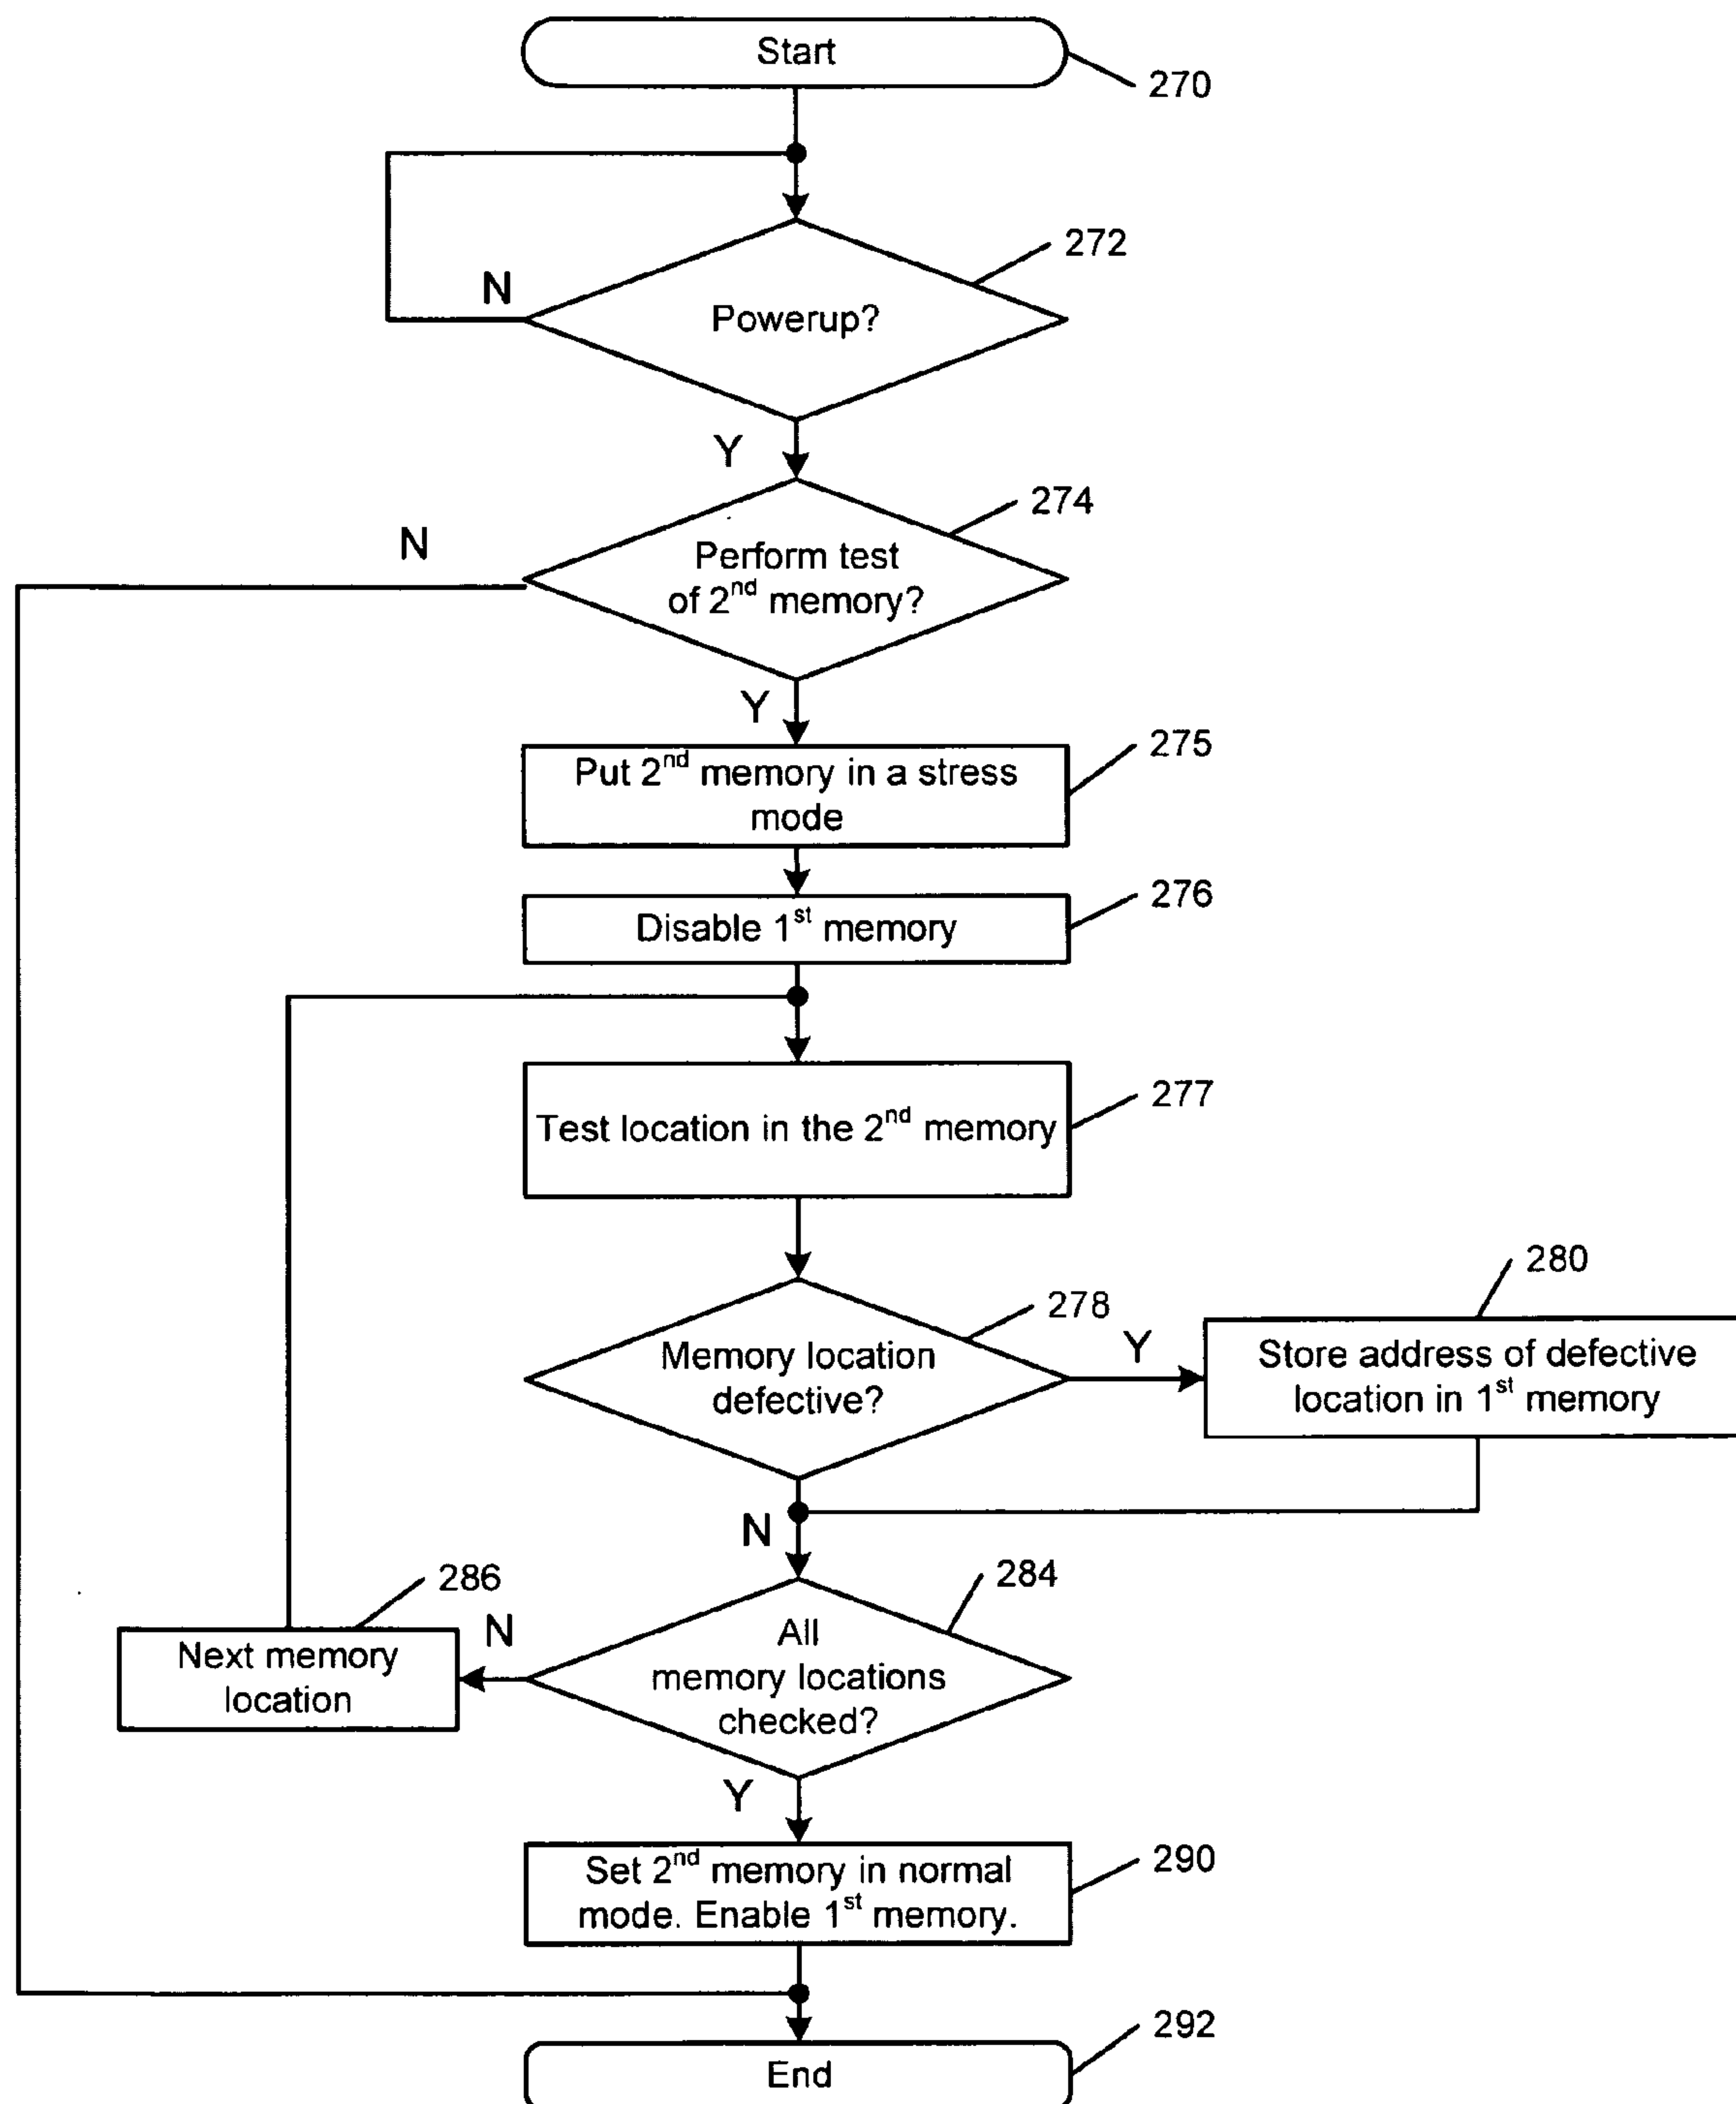 Start
270
272
N
Powerup?
Y
274
N
Perform test
of 2nd memory?
Y
275
Put 2nd memory in a stress
mode
276
Disable 1st memory
277
Test location in the 2nd memory
280
278
Y
Memory location
defective?
Store address of defective
location in 1st memory
N
284
286
N
All
memory locations
checked?
Next memory
location
Y
290
Set 2nd memory in normal
mode. Enable 1st memory.
292
End